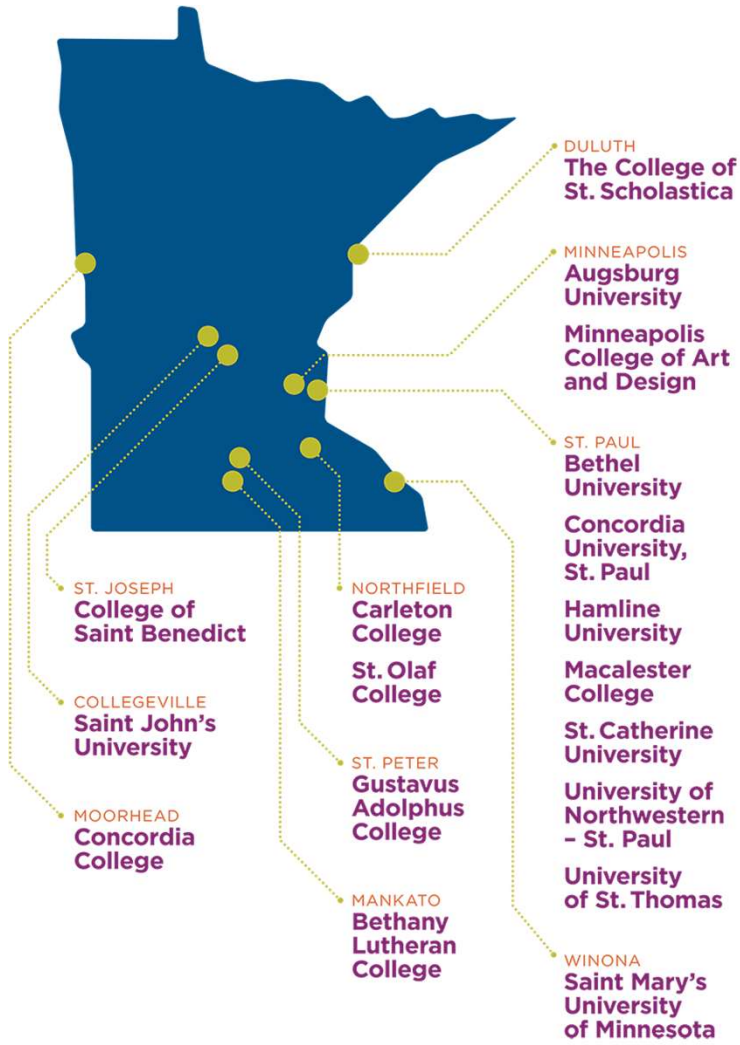 DULUTH
The College of
St. Scholastica
MINNEAPOLIS
Augsburg
University
Minneapolis
College of Art
and Design
ST. PAUL
Bethel
University
Concordia
University,
St. Paul
Hamline
University
Macalester
College
St. Catherine
University
University of
Northwestern
– St. Paul
University
of St. Thomas
WINONA
Saint Mary’s
University
of Minnesota
ST. JOSEPH
College of
Saint Benedict
COLLEGEVILLE
Saint John’s
University
MOORHEAD
Concordia
College
NORTHFIELD
Carleton
College
St. Olaf
College
ST. PETER
Gustavus
Adolphus
College
MANKATO
Bethany
Lutheran
College